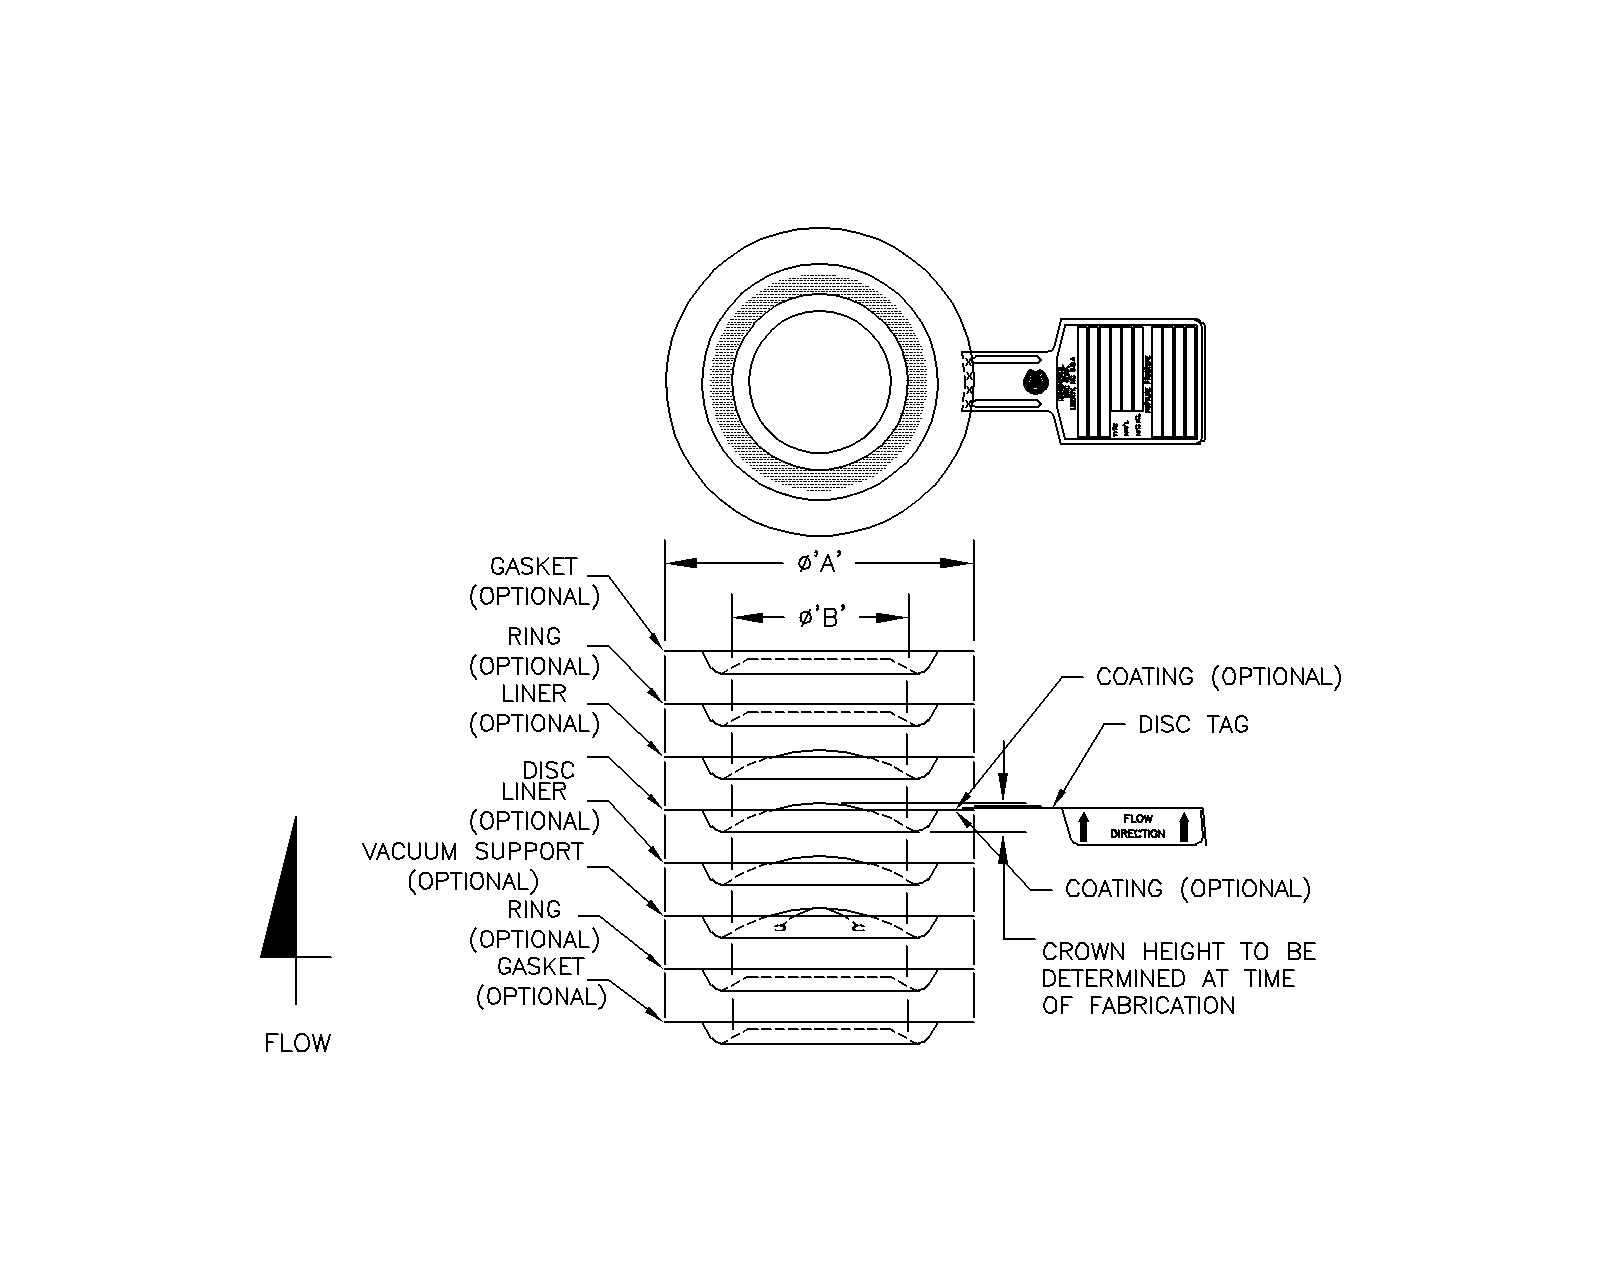 Ø'A'
GASKET
(OPTIONAL)
Ø'B'
RING
(OPTIONAL)
LINER
(OPTIONAL)
DISC
LINER
(OPTIONAL)
VACUUM SUPPORT
(OPTIONAL)
RING
(OPTIONAL)
GASKET
(OPTIONAL)
COATING (OPTIONAL)
DISC TAG
FLOW
DIRECTION
COATING (OPTIONAL)
CROWN HEIGHT TO BE
DETERMINED AT TIME
OF FABRICATION
FLOW